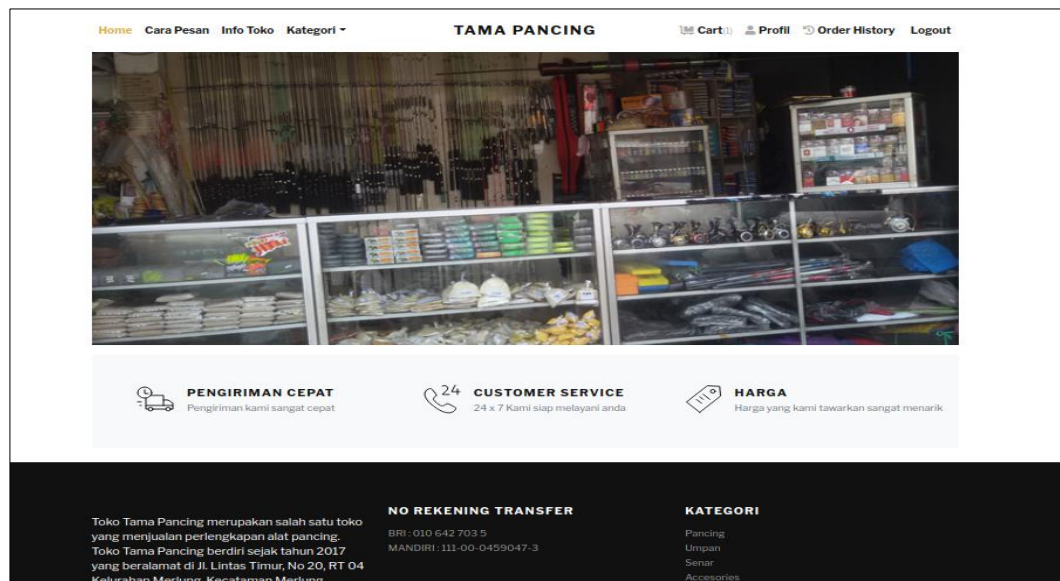 Home Cara Pesan Info Toko Kategori TAMA PANCING Cart(1) Profil Order History Logout
PENGIRIMAN CEPAT
Pengiriman kami sangat cepat
24
CUSTOMER SERVICE
24 x 7 Kami siap melayani anda
HARGA
Harga yang kami tawarkan sangat menarik
Toko Tama Pancing merupakan salah satu toko
yang menjualan perlengkapan alat pancing.
Toko Tama Pancing berdiri sejak tahun 2017
yang beralamat di Jl. Lintas Timur, No 20, RT 04
Kelurahan Merlung, Kecataman Merlung
NO REKENING TRANSFER
BRI : 010 642 703 5
MANDIRI : 111-00-0459047-3
KATEGORI
Pancing
Umpan
Senar
Accesories